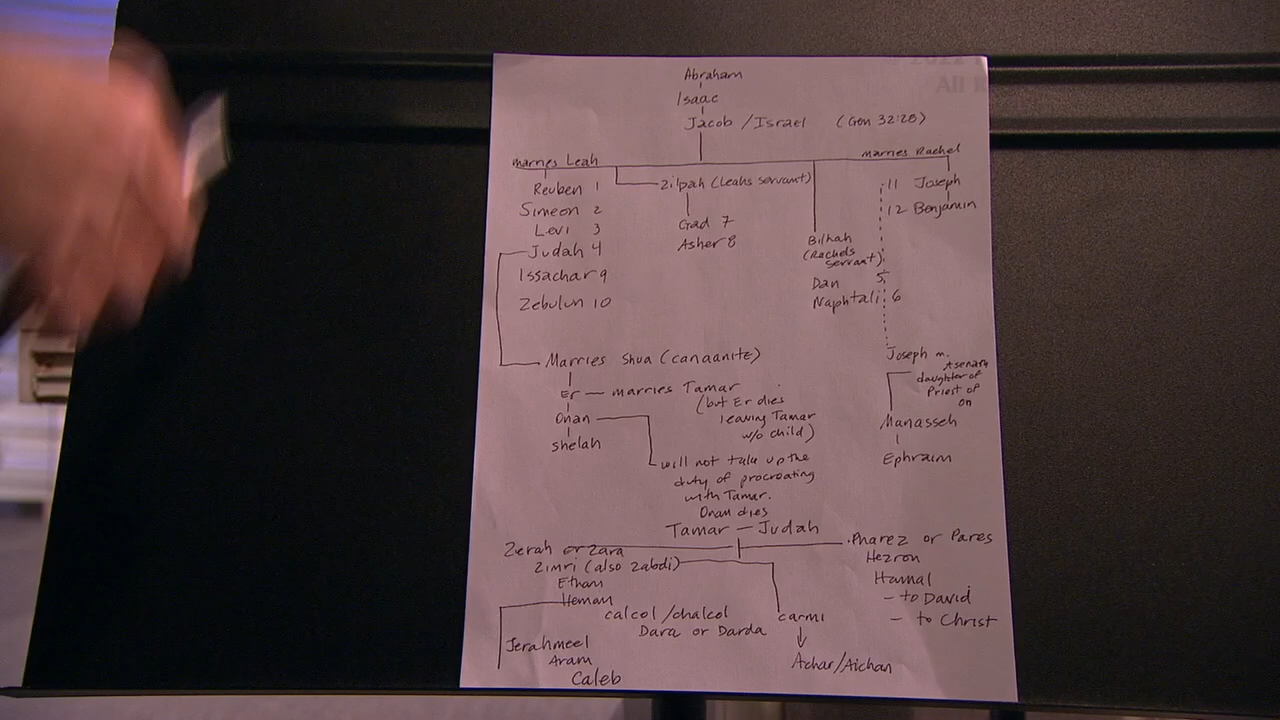 Abraham
Isaac
Jacob / Israel (Gen 32:28)
marries Leah
marries Rachel
Reuben 1
Simeon 2
Levi 3
Judah 4
Issachar 9
Zebulun 10
Zilpah (Leahs servant)
Gad 7
Asher 8
Bilhah
(Rachels
servant)
Dan 5
Naphtali 6
11 Joseph
12 Benjamin
Marries Shua (canaanite)
Er — marries Tamar
(but Er dies
leaving Tamar
w/o child)
Onan
Shelah
will not take up the
duty of procreating
with Tamar.
Onan dies
Joseph m.
Asenath
daughter of
Priest of
on
Manasseh
Ephraim
Tamar — Judah
Zerah or Zara
Zimri (also Zabdi)
Ethan
Heman
calcol / chalcol
Dara or Darda
carmi
Achar/Aichan
Jerahmeel
Aram
Caleb
Pharez or Pares
Hezron
Hamal
– to David
– to Christ
2022
All R